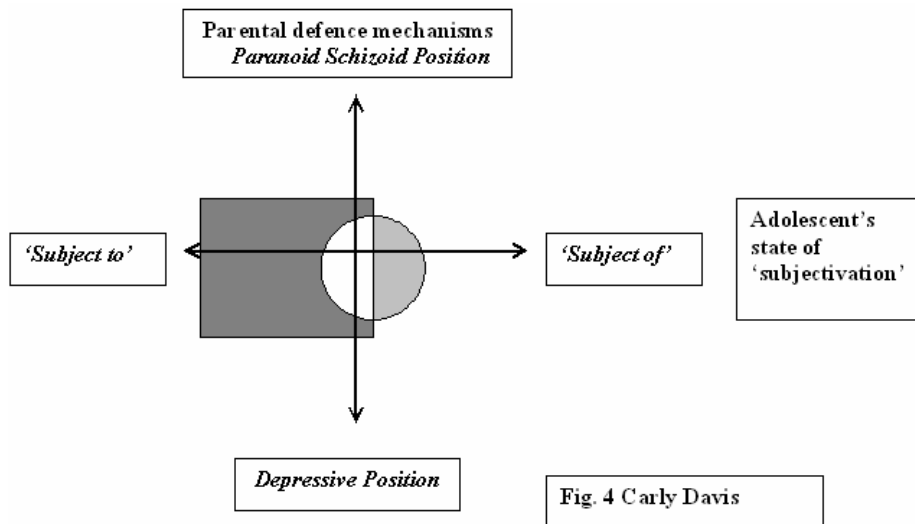 Parental defence mechanisms
Paranoid Schizoid Position
‘Subject to’
‘Subject of’
Adolescent’s
state of
‘subjectivation’
Depressive Position
Fig. 4 Carly Davis